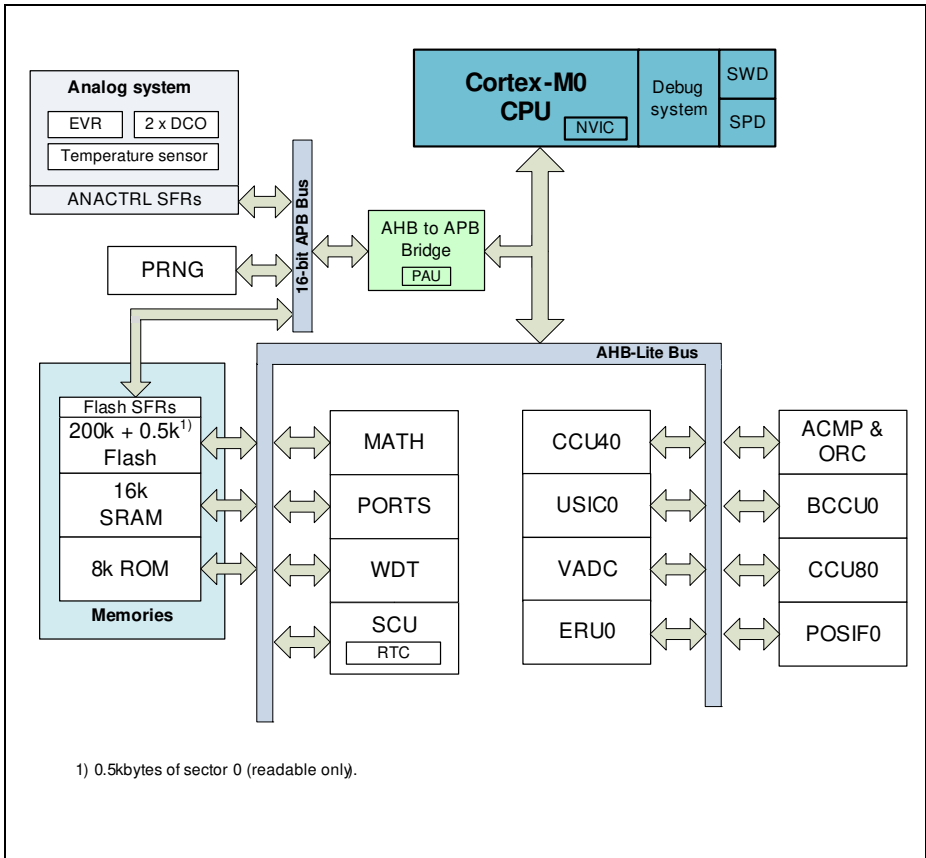 Analog system
EVR
2 x DCO
Temperature sensor
ANACTRL SFRs
Cortex-M0
CPU
NVIC
Debug
system
SWD
SPD
16-bit APB Bus
AHB to APB
Bridge
PAU
PRNG
AHB-Lite Bus
Flash SFRs
200k + 0.5k1)
Flash
16k
SRAM
8k ROM
Memories
MATH
PORTS
WDT
SCU
RTC
CCU40
USIC0
VADC
ERU0
ACMP &
ORC
BCCU0
CCU80
POSIF0
1) 0.5kbytes of sector 0 (readable only).